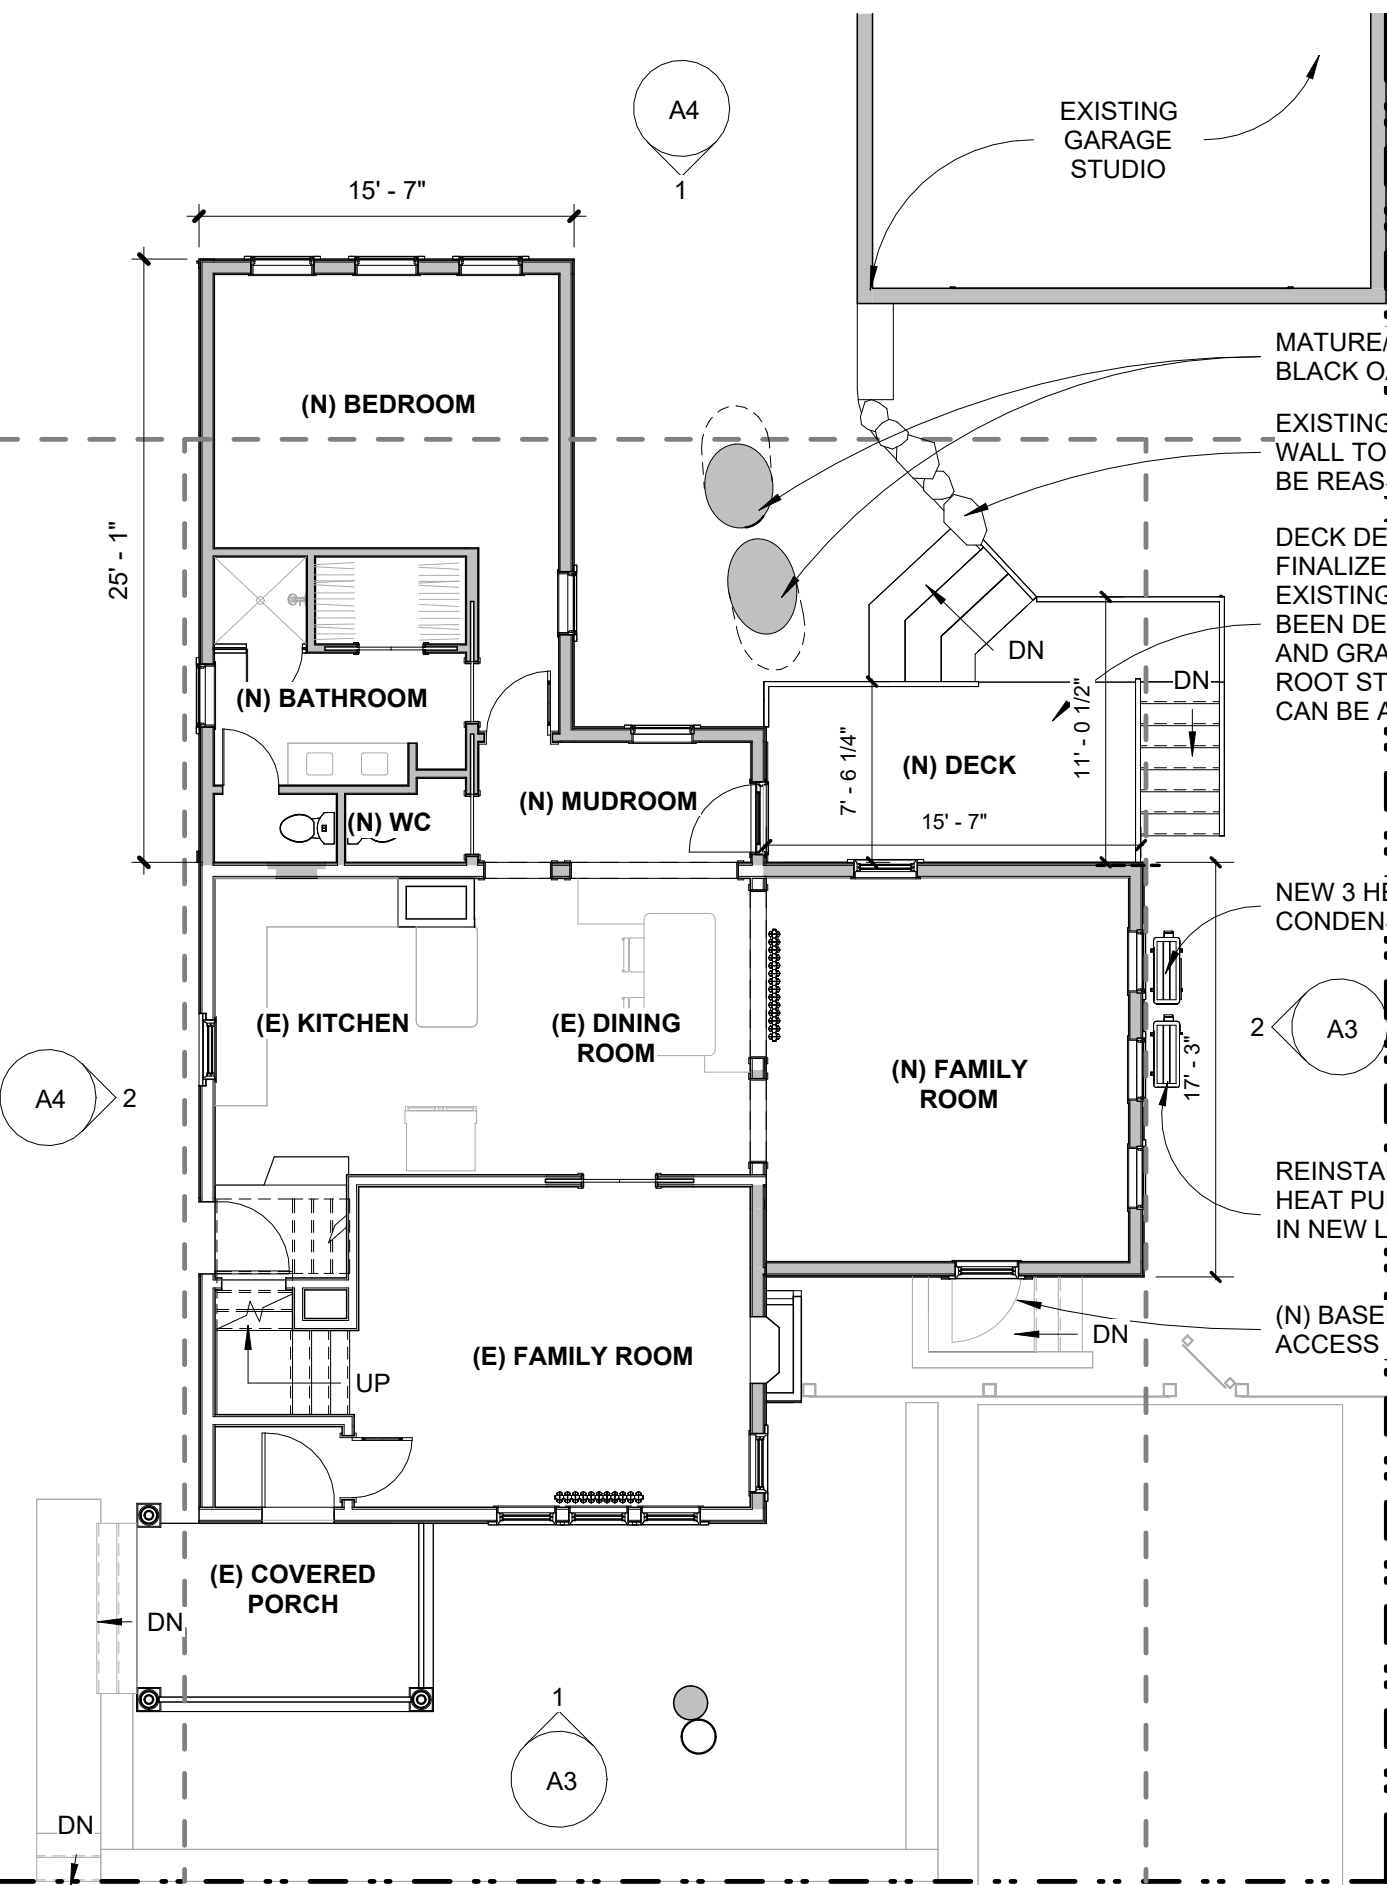 A4
1
EXISTING
GARAGE
STUDIO
15' - 7"
MATURE/
BLACK OA
(N) BEDROOM
EXISTING
WALL TO
BE REAS
25' - 1"
DECK DE
FINALIZE
EXISTING
BEEN DE
AND GRA
ROOT ST
CAN BE A
DN
DN
(N) BATHROOM
11' - 0 1/2"
7' - 6 1/4"
(N) DECK
(N) MUDROOM
15' - 7"
(N) WC
NEW 3 HE
CONDEN
(E) KITCHEN
(E) DINING
ROOM
2
A3
17' - 3"
(N) FAMILY
ROOM
A4
2
REINSTA
HEAT PU
IN NEW L
(N) BASE
ACCESS
DN
(E) FAMILY ROOM
UP
(E) COVERED
PORCH
DN
1
A3
DN